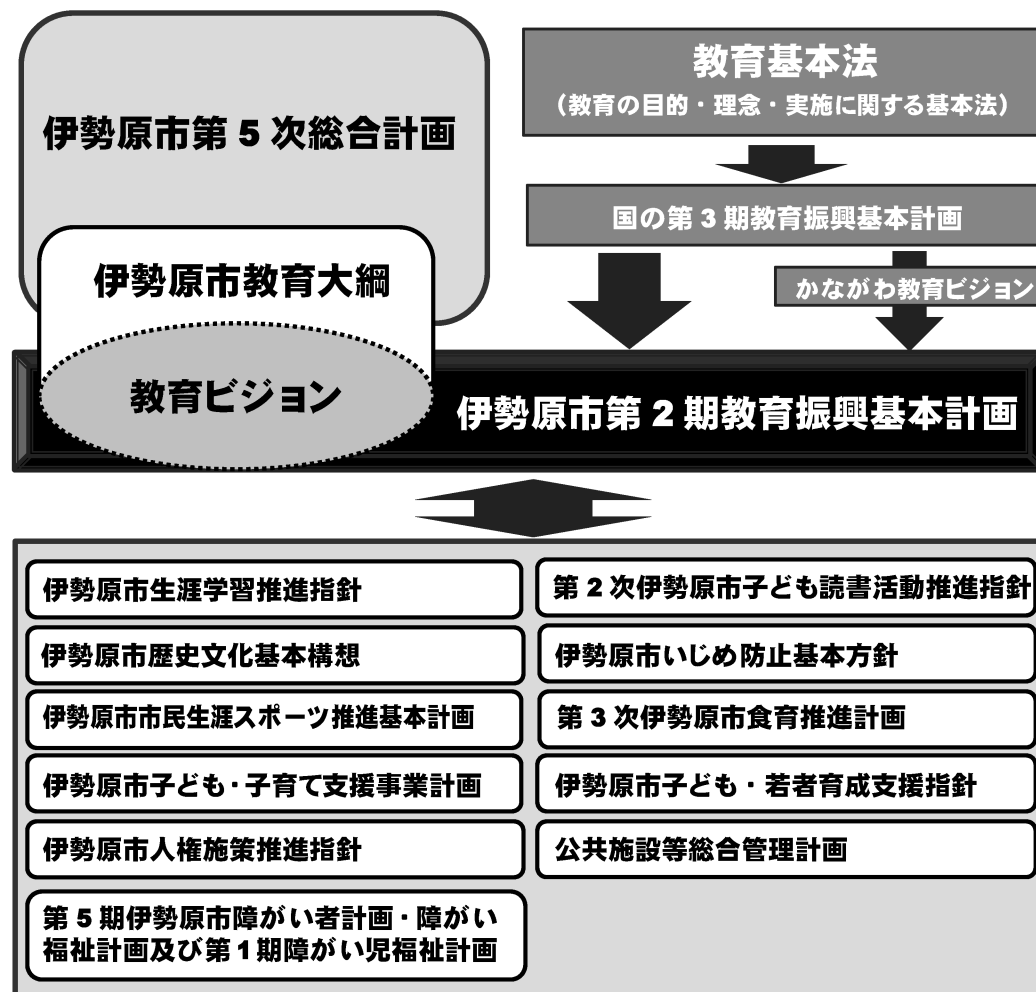 伊勢原市第5次総合計画
教育基本法
（教育の目的・理念・実施に関する基本法）
国の第3期教育振興基本計画
かながわ教育ビジョン
伊勢原市教育大綱
教育ビジョン
伊勢原市第2期教育振興基本計画
伊勢原市生涯学習推進指針
第2次伊勢原市子ども読書活動推進指針
伊勢原市歴史文化基本構想
伊勢原市いじめ防止基本方針
伊勢原市市民生涯スポーツ推進基本計画
第3次伊勢原市食育推進計画
伊勢原市子ども・子育て支援事業計画
伊勢原市子ども・若者育成支援指針
伊勢原市人権施策推進指針
公共施設等総合管理計画
第5期伊勢原市障がい者計画・障がい
福祉計画及び第1期障がい児福祉計画